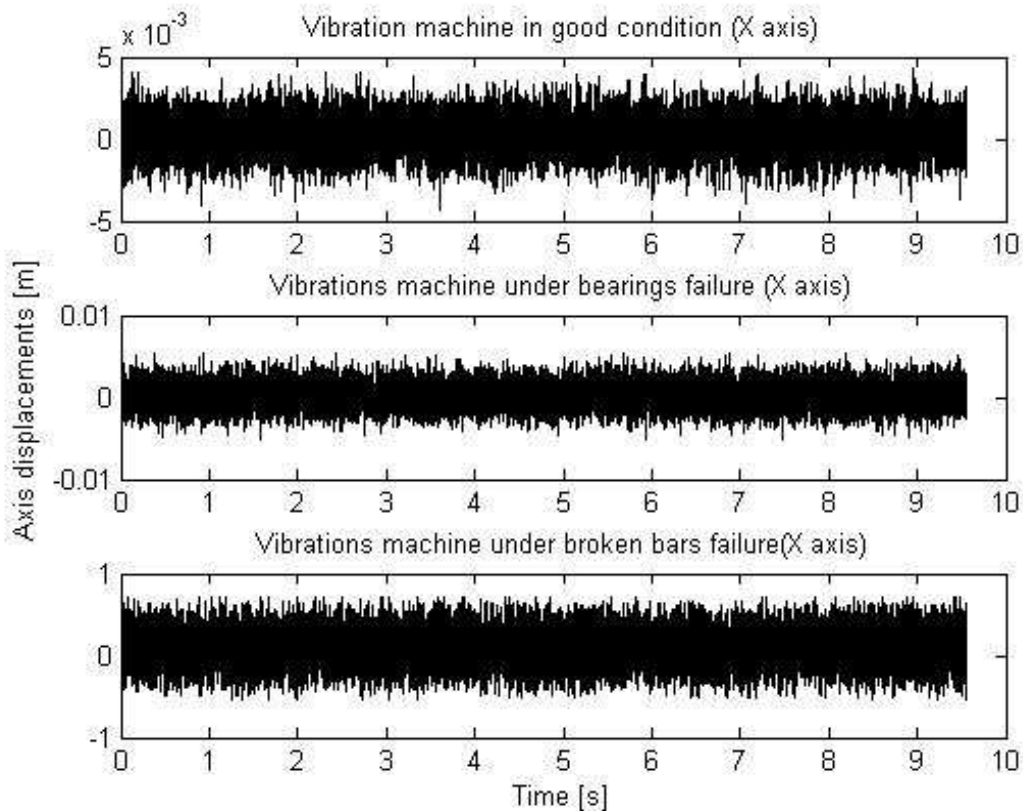 x 10-3
Vibration machine in good condition (X axis)
5
0
-5
0 1 2 3 4 5 6 7 8 9 10
Vibrations machine under bearings failure (X axis)
0.01
0
-0.01
0 1 2 3 4 5 6 7 8 9 10
Axis displacements [m]
Vibrations machine under broken bars failure(X axis)
1
0
-1
0 1 2 3 4 5 6 7 8 9 10
Time [s]